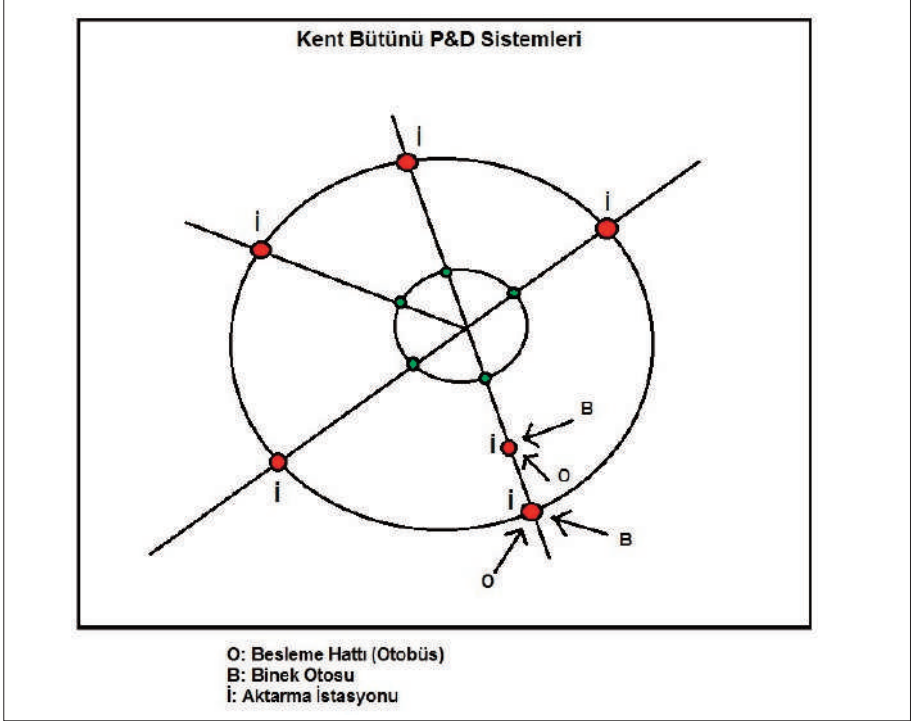 Kent Bütünü P&D Sistemleri
İ
İ
İ
B
İ
O
İ
İ
B
O
O: Besleme Hattı (Otobüs)
B: Binek Otosu
İ: Aktarma İstasyonu